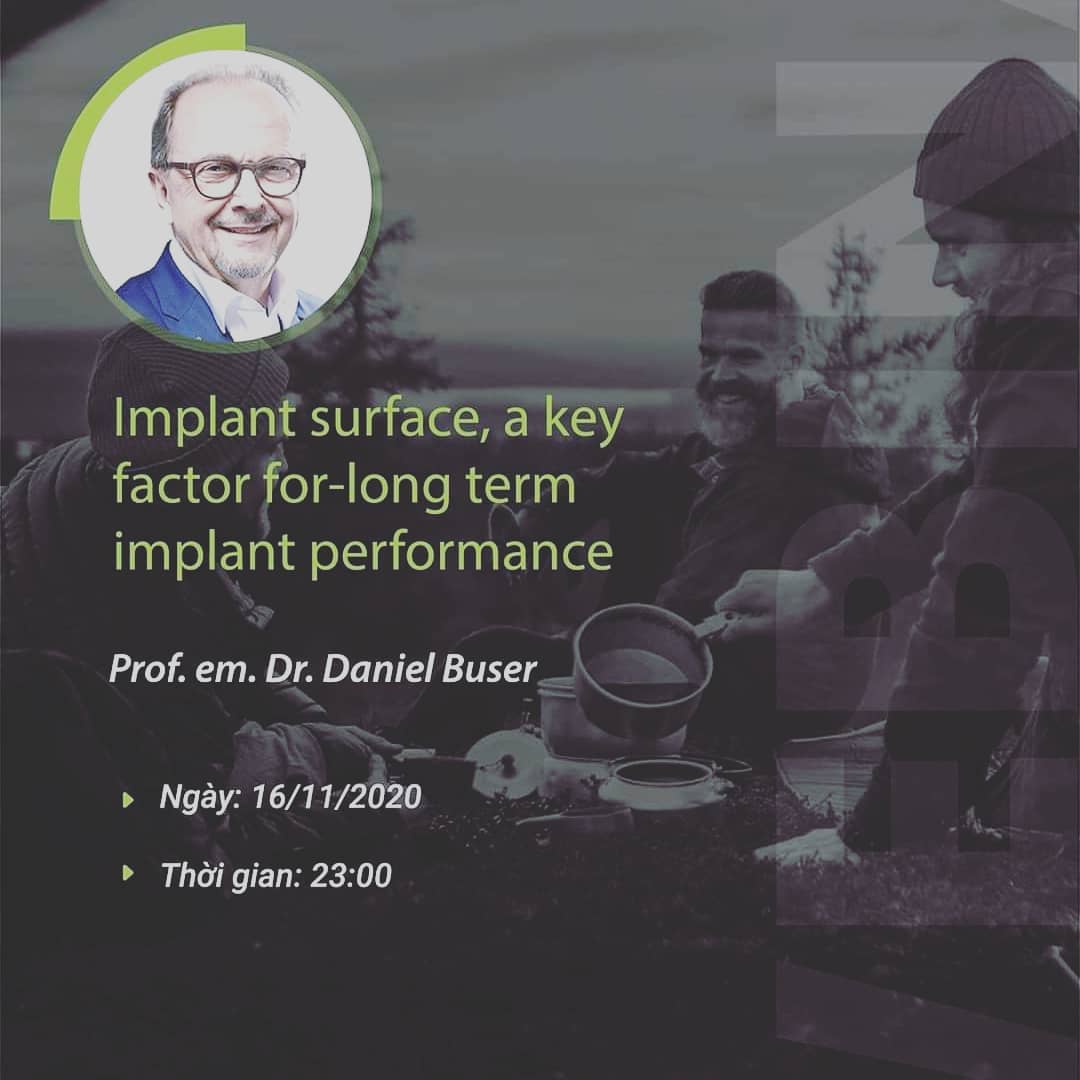 Implant surface, a key
factor for-long term
implant performance
Prof. em. Dr. Daniel Buser
Ngày: 16/11/2020
Thời gian: 23:00